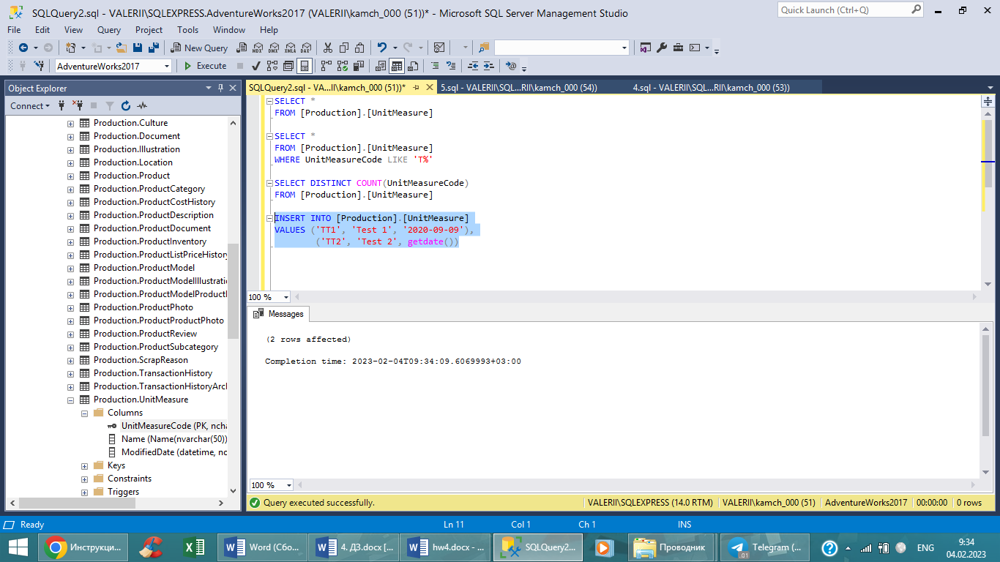 SQLQuery2.sql - VALERII\SQLEXPRESS.AdventureWorks2017 (VALERII\kamch_000 (51))* - Microsoft SQL Server Management Studio
Quick Launch (Ctrl+Q)
File Edit View Query Project Tools Window Help
New Query
MDX DMX XMLA DAX
AdventureWorks2017
Execute
Object Explorer
SQLQuery2.sql - VA...II\kamch_000 (51))*
5.sql - VALERII\SQL...RII\kamch_000 (54))
4.sql - VALERII\SQL...RII\kamch_000 (53))
Connect
Production.Culture
Production.Document
Production.Illustration
Production.Location
Production.Product
Production.ProductCategory
Production.ProductCostHistory
Production.ProductDescription
Production.ProductDocument
Production.ProductInventory
Production.ProductListPriceHistory
Production.ProductModel
Production.ProductModelIllustrati
Production.ProductModelProductI
Production.ProductPhoto
Production.ProductProductPhoto
Production.ProductReview
Production.ProductSubcategory
Production.ScrapReason
Production.TransactionHistory
Production.TransactionHistoryArcl
Production.UnitMeasure
Columns
UnitMeasureCode (PK, ncha
Name (Name(nvarchar(50))
ModifiedDate (datetime, nc
Keys
Constraints
Triggers
SELECT *
FROM [Production].[UnitMeasure]
SELECT *
FROM [Production].[UnitMeasure]
WHERE UnitMeasureCode LIKE 'T%'
SELECT DISTINCT COUNT(UnitMeasureCode)
FROM [Production].[UnitMeasure]
INSERT INTO [Production].[UnitMeasure]
VALUES ('TT1', 'Test 1', '2020-09-09'),
('TT2', 'Test 2', getdate())
100 %
Messages
(2 rows affected)
Completion time: 2023-02-04T09:34:09.6069993+03:00
100 %
Query executed successfully.
VALERII\SQLEXPRESS (14.0 RTM)
VALERII\kamch_000 (51)
AdventureWorks2017
00:00:00
0 rows
Ready
Ln 11
Col 1
Ch 1
INS
Инструкци...
Word (Сбо...
4. ДЗ.docx [...
hw4.docx - ...
SQLQuery2...
Проводник
Telegram (...
..01
ENG
9:34
04.02.2023